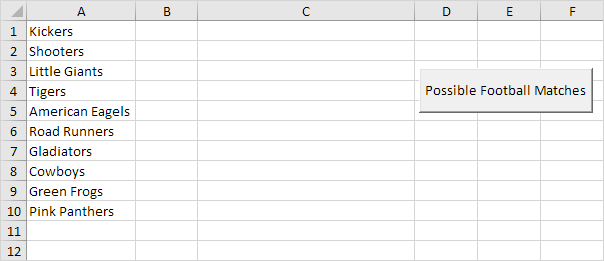 A B C D E F
1 Kickers
2 Shooters
3 Little Giants
4 Tigers
Possible Football Matches
5 American Eagels
6 Road Runners
7 Gladiators
8 Cowboys
9 Green Frogs
10 Pink Panthers
11
12